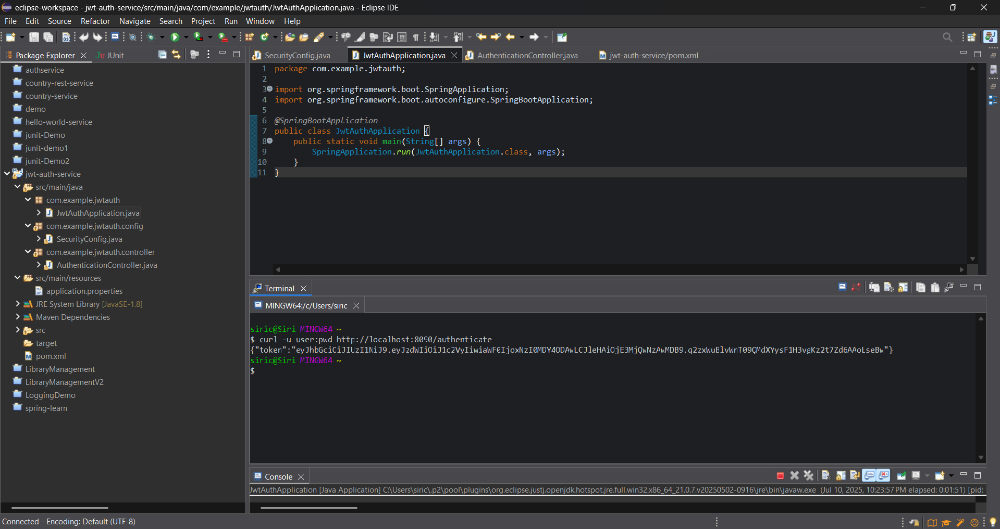 eclipse-workspace - jwt-auth-service/src/main/java/com/example/jwtauth/JwtAuthApplication.java - Eclipse IDE
File Edit Source Refactor Navigate Search Project Run Window Help
Package Explorer
JUnit
authservice
country-rest-service
country-service
demo
hello-world-service
junit-Demo
junit-demo1
junit-Demo2
jwt-auth-service
src/main/java
com.example.jwtauth
JwtAuthApplication.java
com.example.jwtauth.config
SecurityConfig.java
com.example.jwtauth.controller
AuthenticationController.java
src/main/resources
application.properties
JRE System Library [JavaSE-1.8]
Maven Dependencies
src
target
pom.xml
LibraryManagement
LibraryManagementV2
LoggingDemo
spring-learn
SecurityConfig.java
JwtAuthApplication.java
AuthenticationController.java
jwt-auth-service/pom.xml
1 package com.example.jwtauth;
2
3 import org.springframework.boot.SpringApplication;
4 import org.springframework.boot.autoconfigure.SpringBootApplication;
5
6 @SpringBootApplication
7 public class JwtAuthApplication {
8     public static void main(String[] args) {
9         SpringApplication.run(JwtAuthApplication.class, args);
10     }
11 }
Terminal
MINGW64:/c/Users/siric
siric@Siri MINGW64 ~
$ curl -u user:pwd http://localhost:8090/authenticate
{"token":"eyJhbGciOiJIUzI1NiJ9.eyJzdWIiOiJ1c2VyIiwiaWF0IjoxNzI0MDY4ODAwLCJleHAiOjE3MjQwNzAwMDB9.q2zxWuBlvWnT09QMdXYysF1H3vgKz2t7Zd6AAoLseBw"}
siric@Siri MINGW64 ~
$
Console
JwtAuthApplication [Java Application] C:\Users\siric\.p2\pool\plugins\org.eclipse.justj.openjdk.hotspot.jre.full.win32.x86_64_21.0.7.v20250502-0916\jre\bin\javaw.exe (Jul 10, 2025, 10:23:57 PM elapsed: 0:01:51) [pid:
Connected - Encoding: Default (UTF-8)